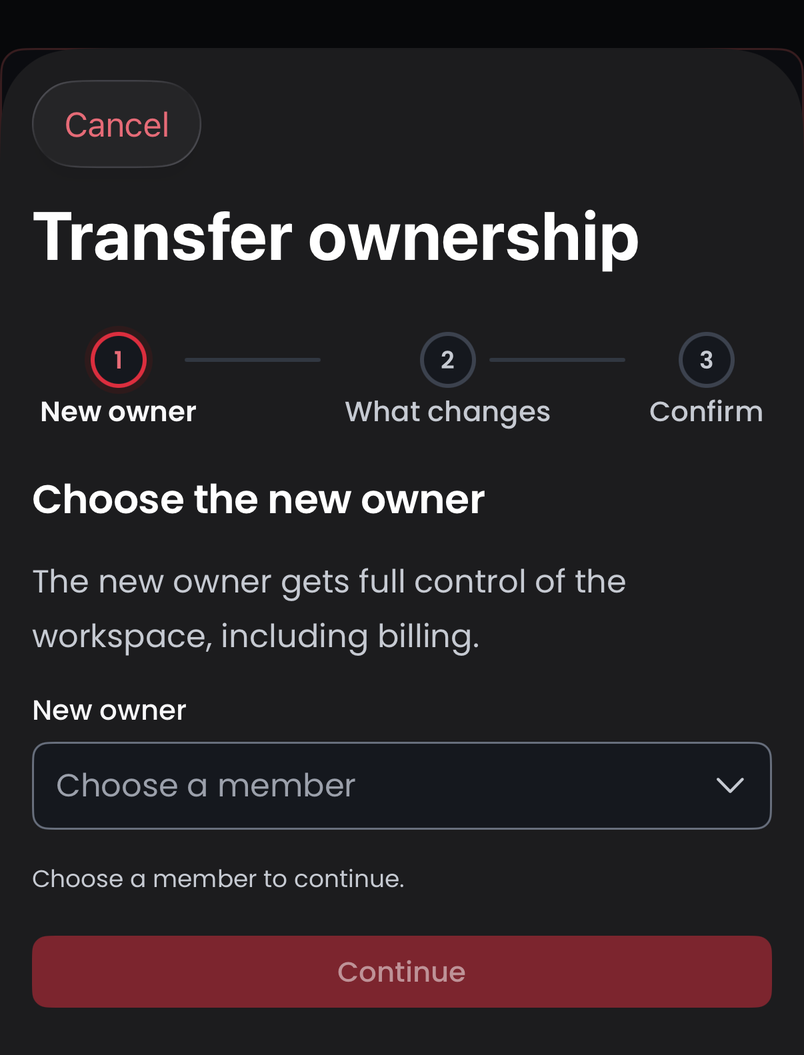 Cancel
Transfer ownership
1
2
3
New owner
What changes
Confirm
Choose the new owner
The new owner gets full control of the
workspace, including billing.
New owner
Choose a member
Choose a member to continue.
Continue